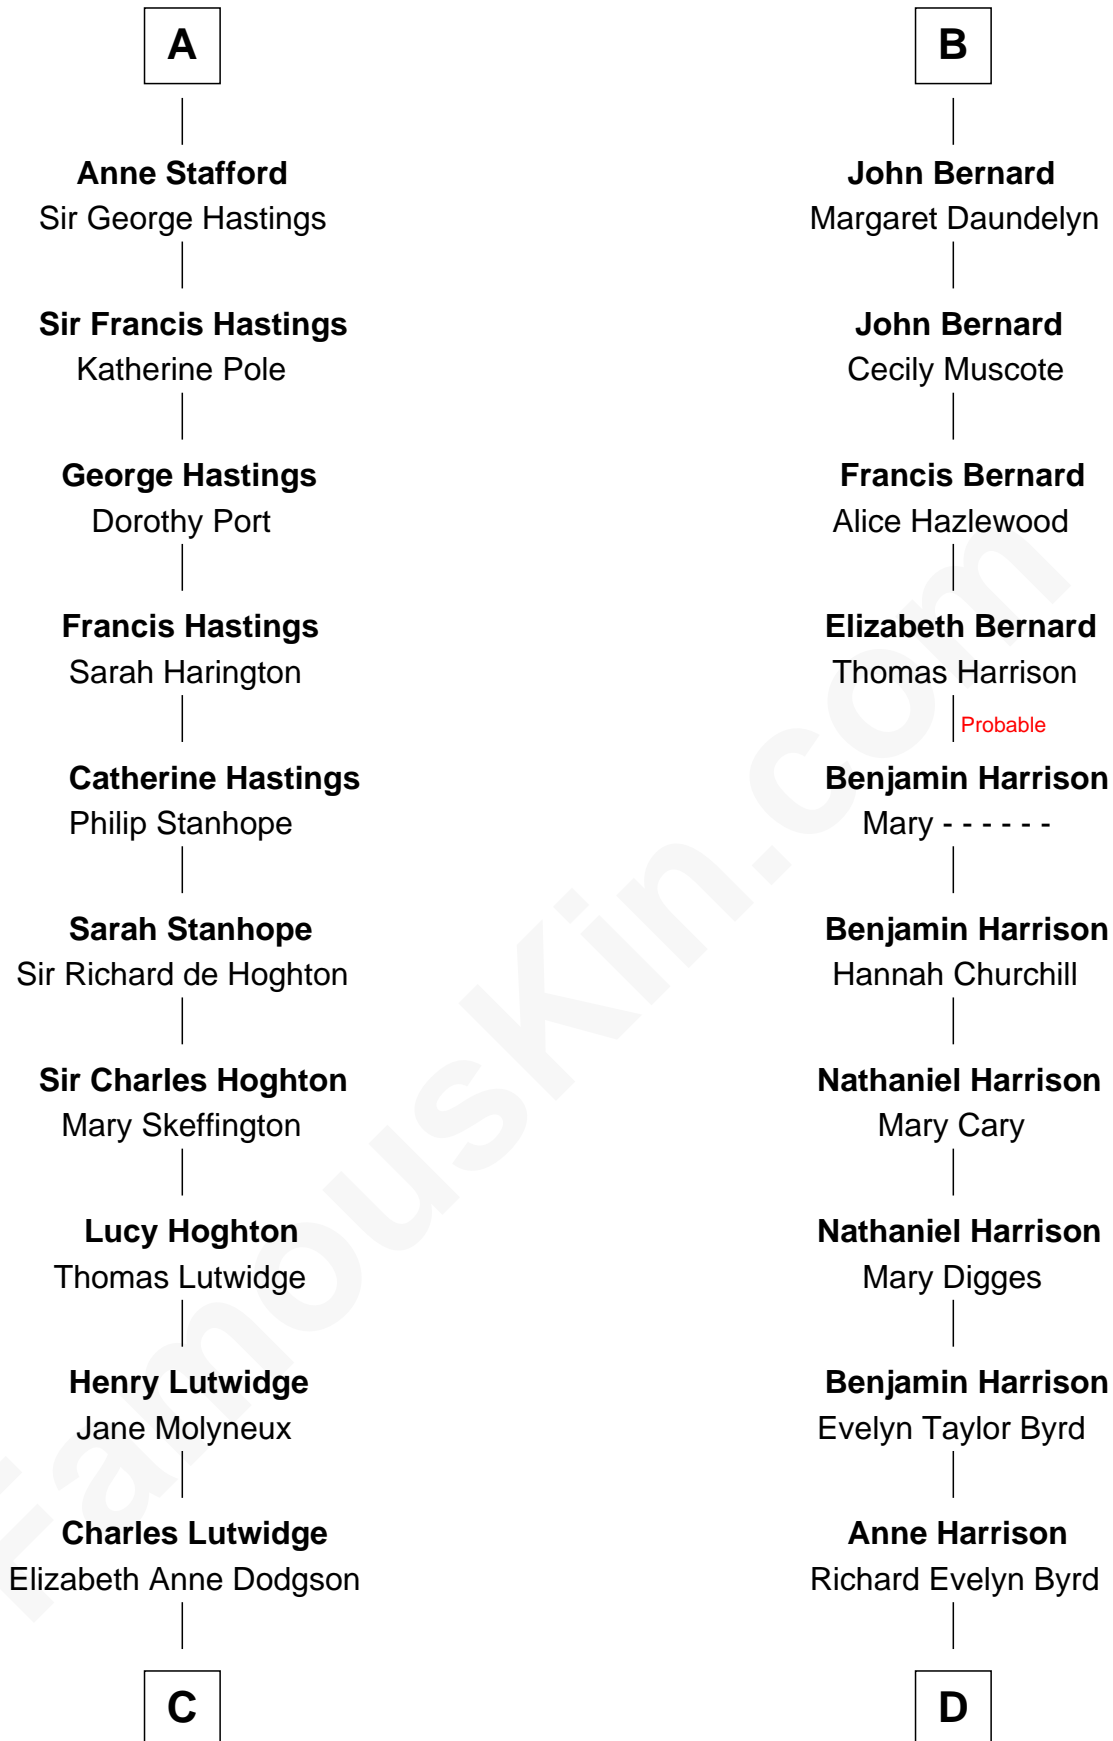 A
Anne Stafford
Sir George Hastings
Sir Francis Hastings
Katherine Pole
George Hastings
Dorothy Port
Francis Hastings
Sarah Harington
Catherine Hastings
Philip Stanhope
Sarah Stanhope
Sir Richard de Hoghton
Sir Charles Hoghton
Mary Skeffington
Lucy Hoghton
Thomas Lutwidge
Henry Lutwidge
Jane Molyneux
Charles Lutwidge
Elizabeth Anne Dodgson
C
B
John Bernard
Margaret Daundelyn
John Bernard
Cecily Muscote
Francis Bernard
Alice Hazlewood
Elizabeth Bernard
Thomas Harrison
Probable
Benjamin Harrison
Mary - - - - - -
Benjamin Harrison
Hannah Churchill
Nathaniel Harrison
Mary Cary
Nathaniel Harrison
Mary Digges
Benjamin Harrison
Evelyn Taylor Byrd
Anne Harrison
Richard Evelyn Byrd
D
FamousKin.com